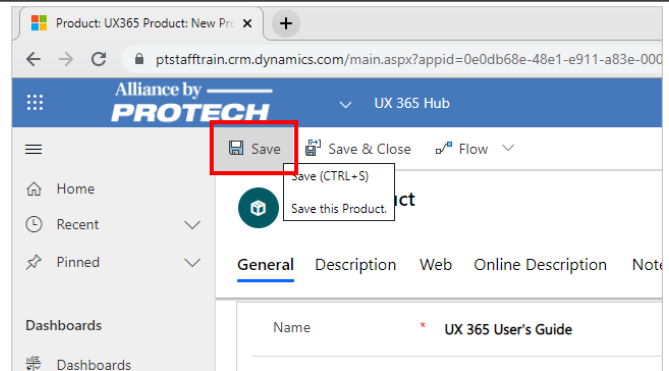 Product: UX365 Product: New Pro
ptstafftrain.crm.dynamics.com/main.aspx?appid=0e0db68e-48e1-e911-a83e-000
Alliance by
PROTECH
UX 365 Hub
Save
Save & Close
Flow
Save (CTRL+S)
Save this Product.
Home
Recent
Pinned
General Description Web Online Description Note
Name * UX 365 User's Guide
Dashboards
Dashboards